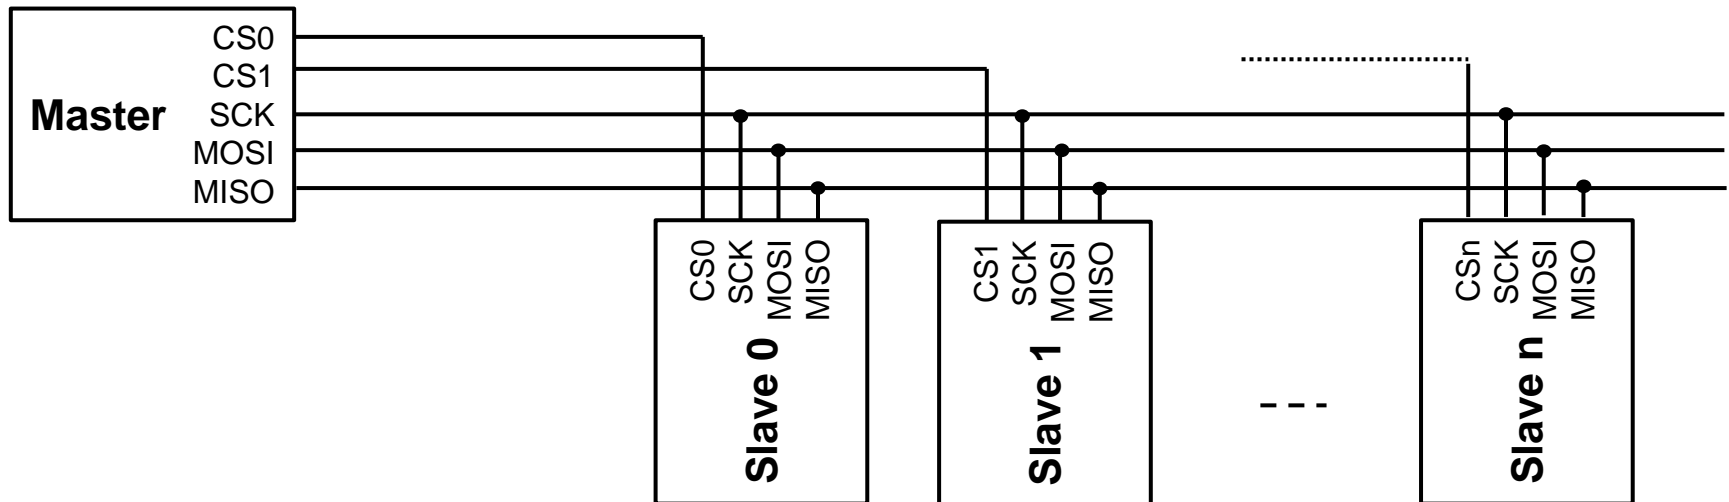 CS0
CS1
Master
SCK
MOSI
MISO
CS0
SCK
MOSI
MISO
Slave 0
CS1
SCK
MOSI
MISO
Slave 1
CSn
SCK
MOSI
MISO
Slave n